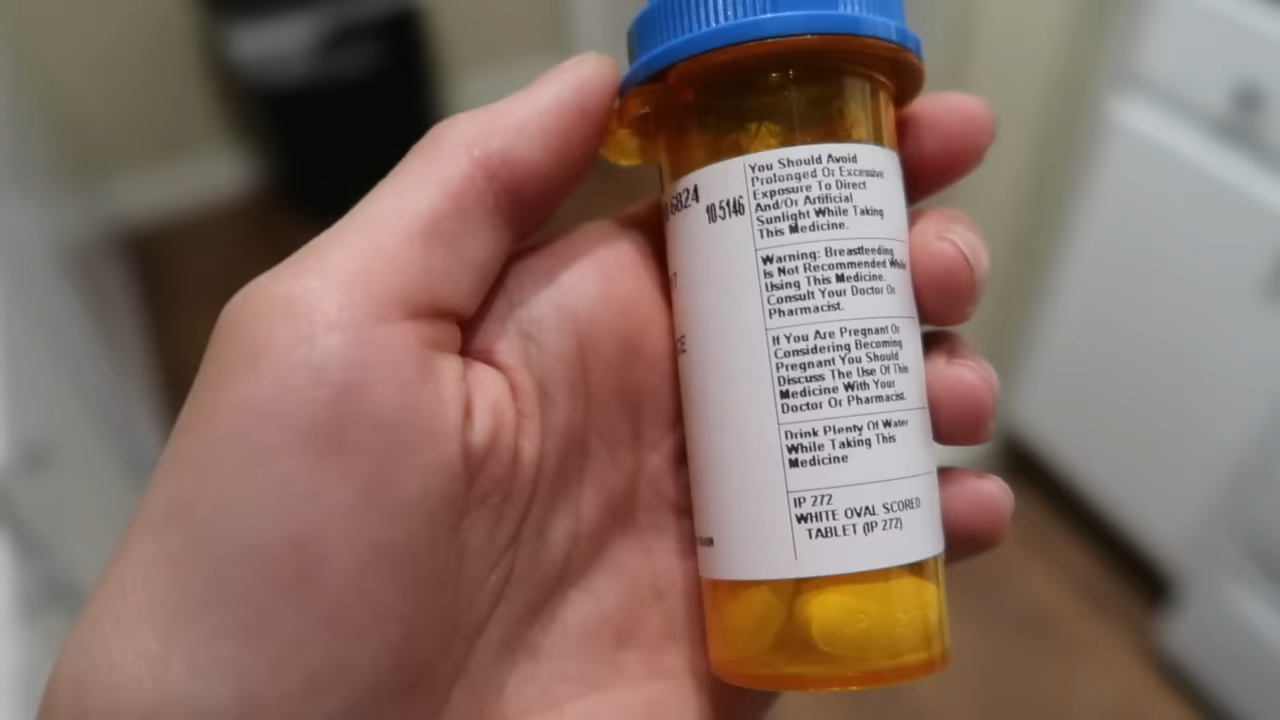 6824
10-5146
You Should Avoid
Prolonged Or Excessive
Exposure To Direct
And/Or Artificial
Sunlight While Taking
This Medicine.
Warning: Breastfeeding
Is Not Recommended While
Using This Medicine.
Consult Your Doctor Or
Pharmacist.
If You Are Pregnant Or
Considering Becoming
Pregnant You Should
Discuss The Use Of This
Medicine With Your
Doctor Or Pharmacist.
Drink Plenty Of Water
While Taking This
Medicine
IP 272
WHITE OVAL SCORED
TABLET (IP 272)